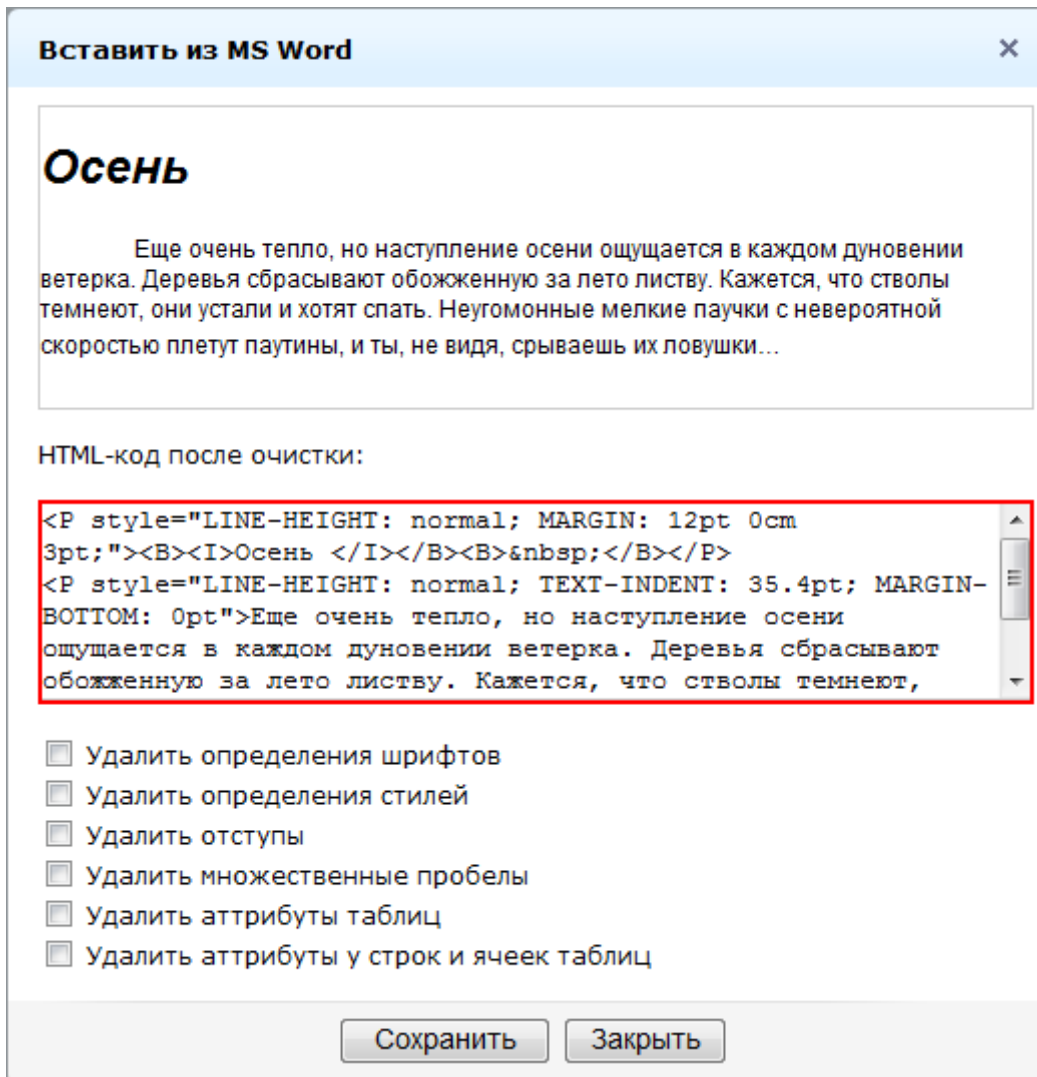 Вставить из MS Word
Осень
Еще очень тепло, но наступление осени ощущается в каждом дуновении
ветерка. Деревья сбрасывают обожженную за лето листву. Кажется, что стволы
темнеют, они устали и хотят спать. Неугомонные мелкие паучки с невероятной
скоростью плетут паутины, и ты, не видя, срываешь их ловушки...
HTML-код после очистки:
<P style="LINE-HEIGHT: normal; MARGIN: 12pt 0cm
3pt;"><B><I>Осень </I></B><B>&nbsp;</B></P>
<P style="LINE-HEIGHT: normal; TEXT-INDENT: 35.4pt; MARGIN-
BOTTOM: 0pt">Еще очень тепло, но наступление осени
ощущается в каждом дуновении ветерка. Деревья сбрасывают
обожженную за лето листву. Кажется, что стволы темнеют,
Удалить определения шрифтов
Удалить определения стилей
Удалить отступы
Удалить множественные пробелы
Удалить аттрибуты таблиц
Удалить аттрибуты у строк и ячеек таблиц
Сохранить Закрыть